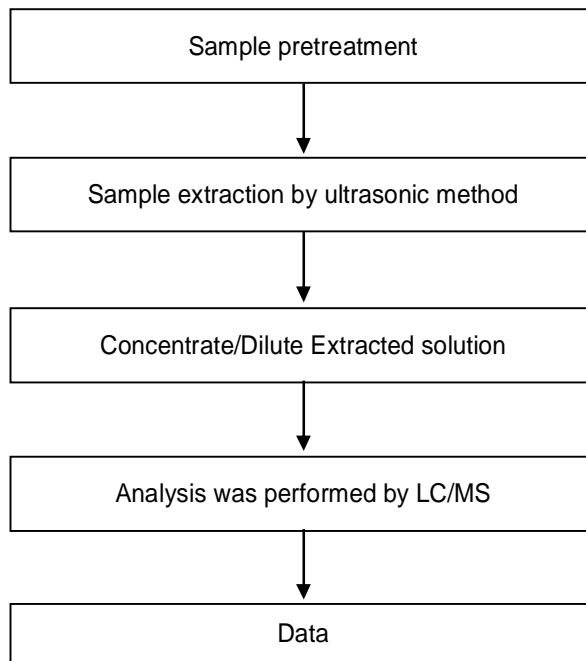 Sample pretreatment
Sample extraction by ultrasonic method
Concentrate/Dilute Extracted solution
Analysis was performed by LC/MS
Data